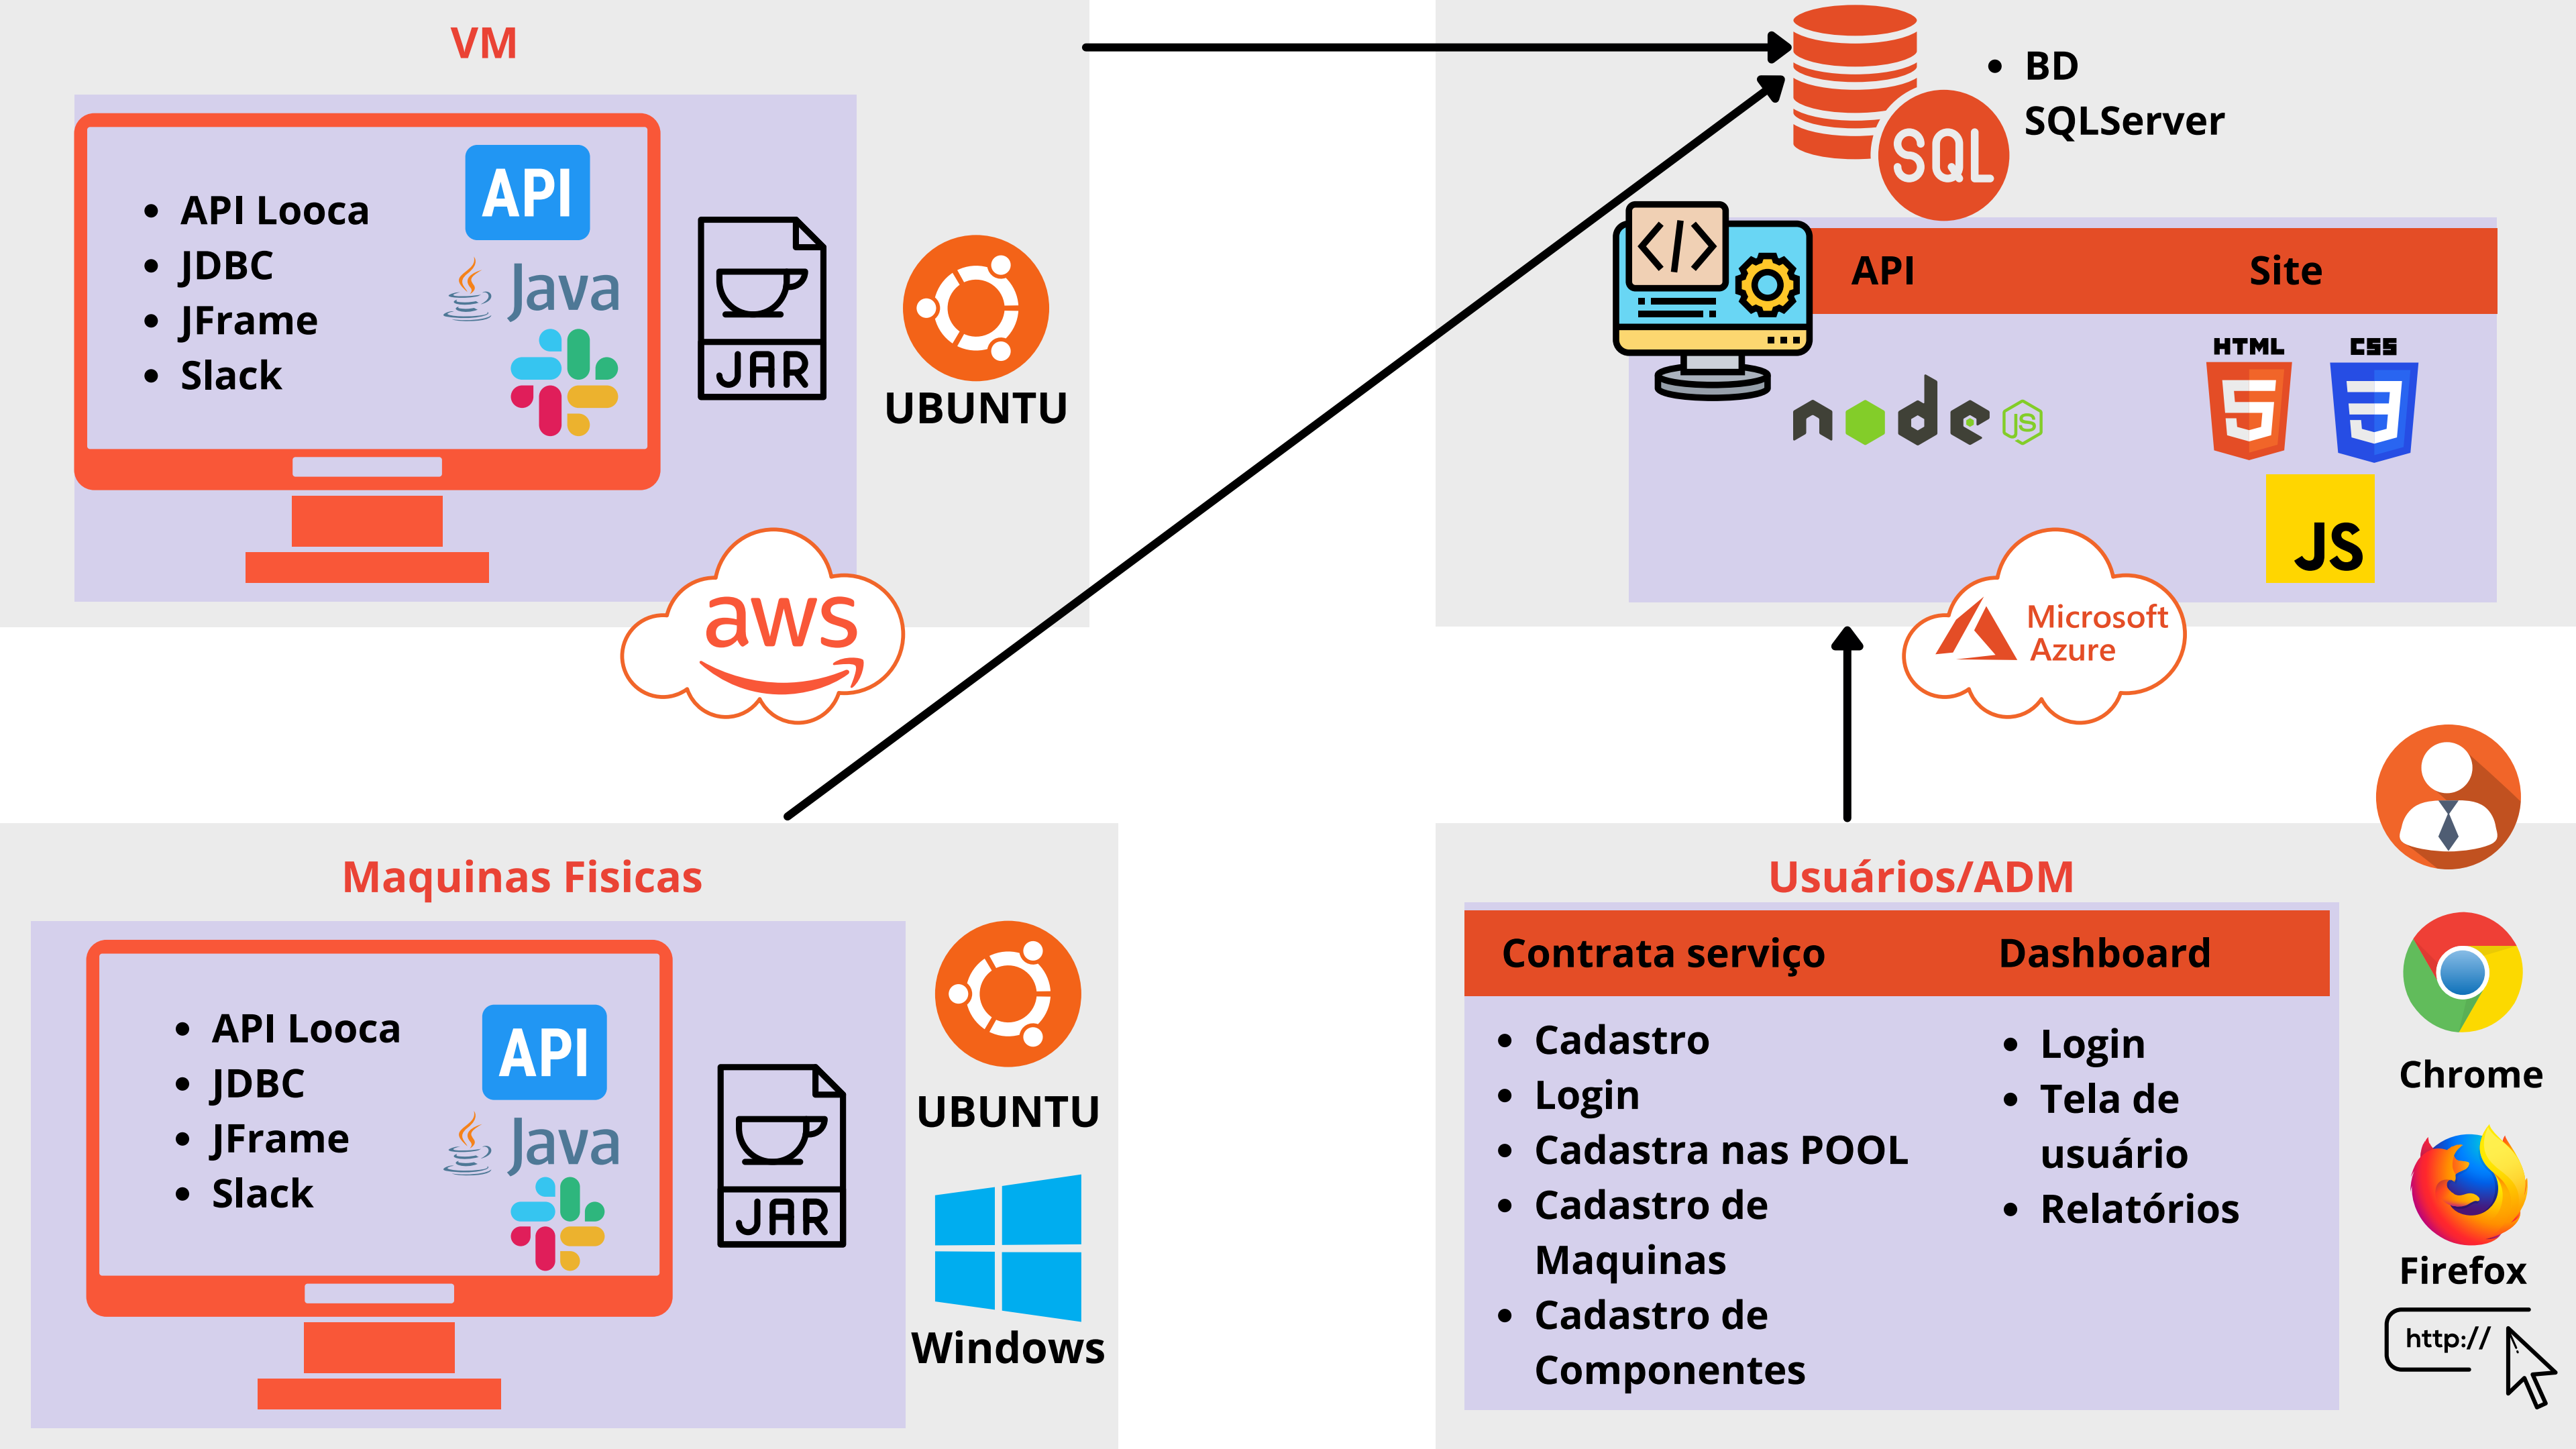 VM
API Looca
JDBC
JFrame
Slack
API
Java
JAR
UBUNTU
aws
BD
SQLServer
SQL
API
Site
node
JS
HTML
CSS
5
3
JS
Microsoft
Azure
Maquinas Fisicas
API Looca
JDBC
JFrame
Slack
API
Java
JAR
UBUNTU
Windows
Usuários/ADM
Contrata serviço
Cadastro
Login
Cadastra nas POOL
Cadastro de
Maquinas
Cadastro de
Componentes
Dashboard
Login
Tela de
usuário
Relatórios
Chrome
Firefox
http://